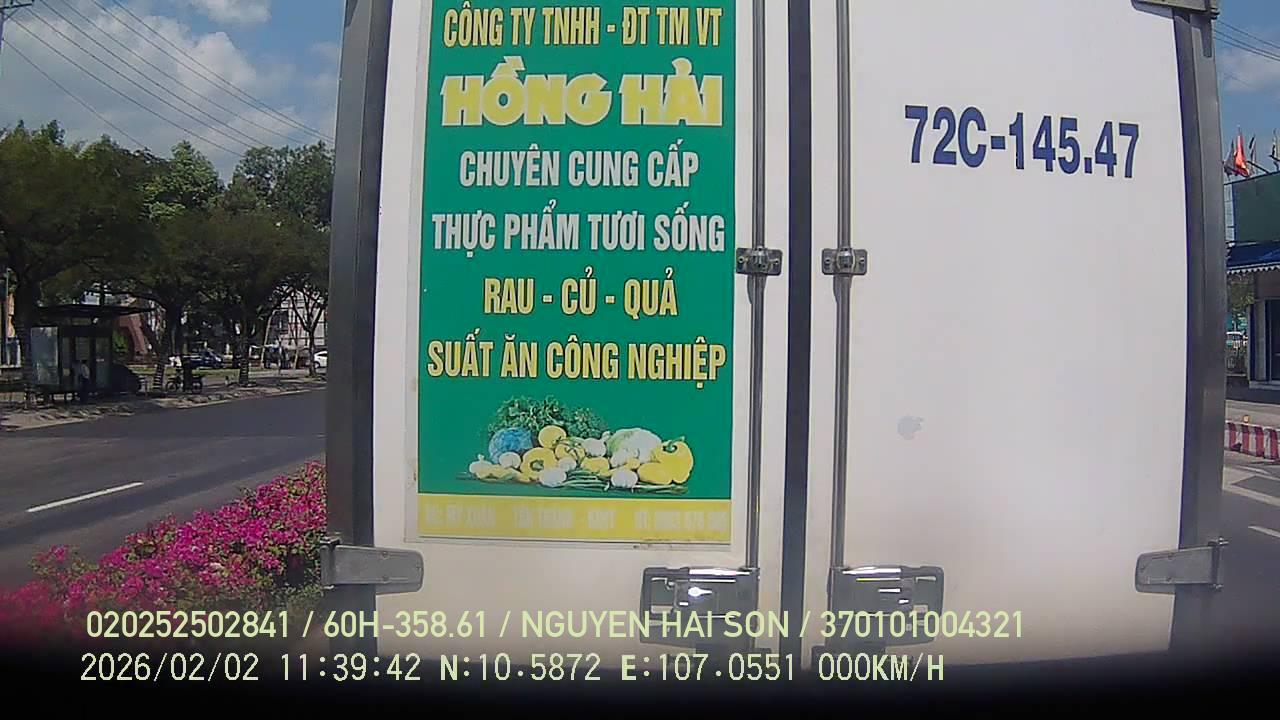 CÔNG TY TNHH - ĐT TM VT
HỒNG HẢI
CHUYÊN CUNG CẤP
THỰC PHẨM TƯƠI SỐNG
RAU - CỦ - QUẢ
SUẤT ĂN CÔNG NGHIỆP
72C-145.47
020252502841 / 60H-358.61 / NGUYEN HAI SON / 370101004321
2026/02/02 11:39:42 N:10.5872 E:107.0551 000KM/H